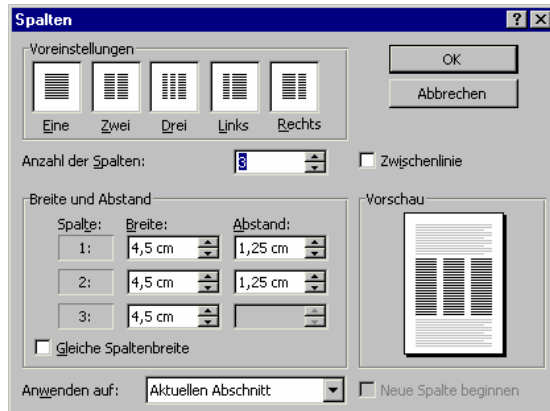 Spalten
Voreinstellungen
Eine Zwei Drei Links Rechts
OK
Abbrechen
Anzahl der Spalten: 3
Zwischenlinie
Breite und Abstand
Spalte: Breite: Abstand:
1: 4,5 cm 1,25 cm
2: 4,5 cm 1,25 cm
3: 4,5 cm
Gleiche Spaltenbreite
Vorschau
Anwenden auf: Aktuellen Abschnitt
Neue Spalte beginnen